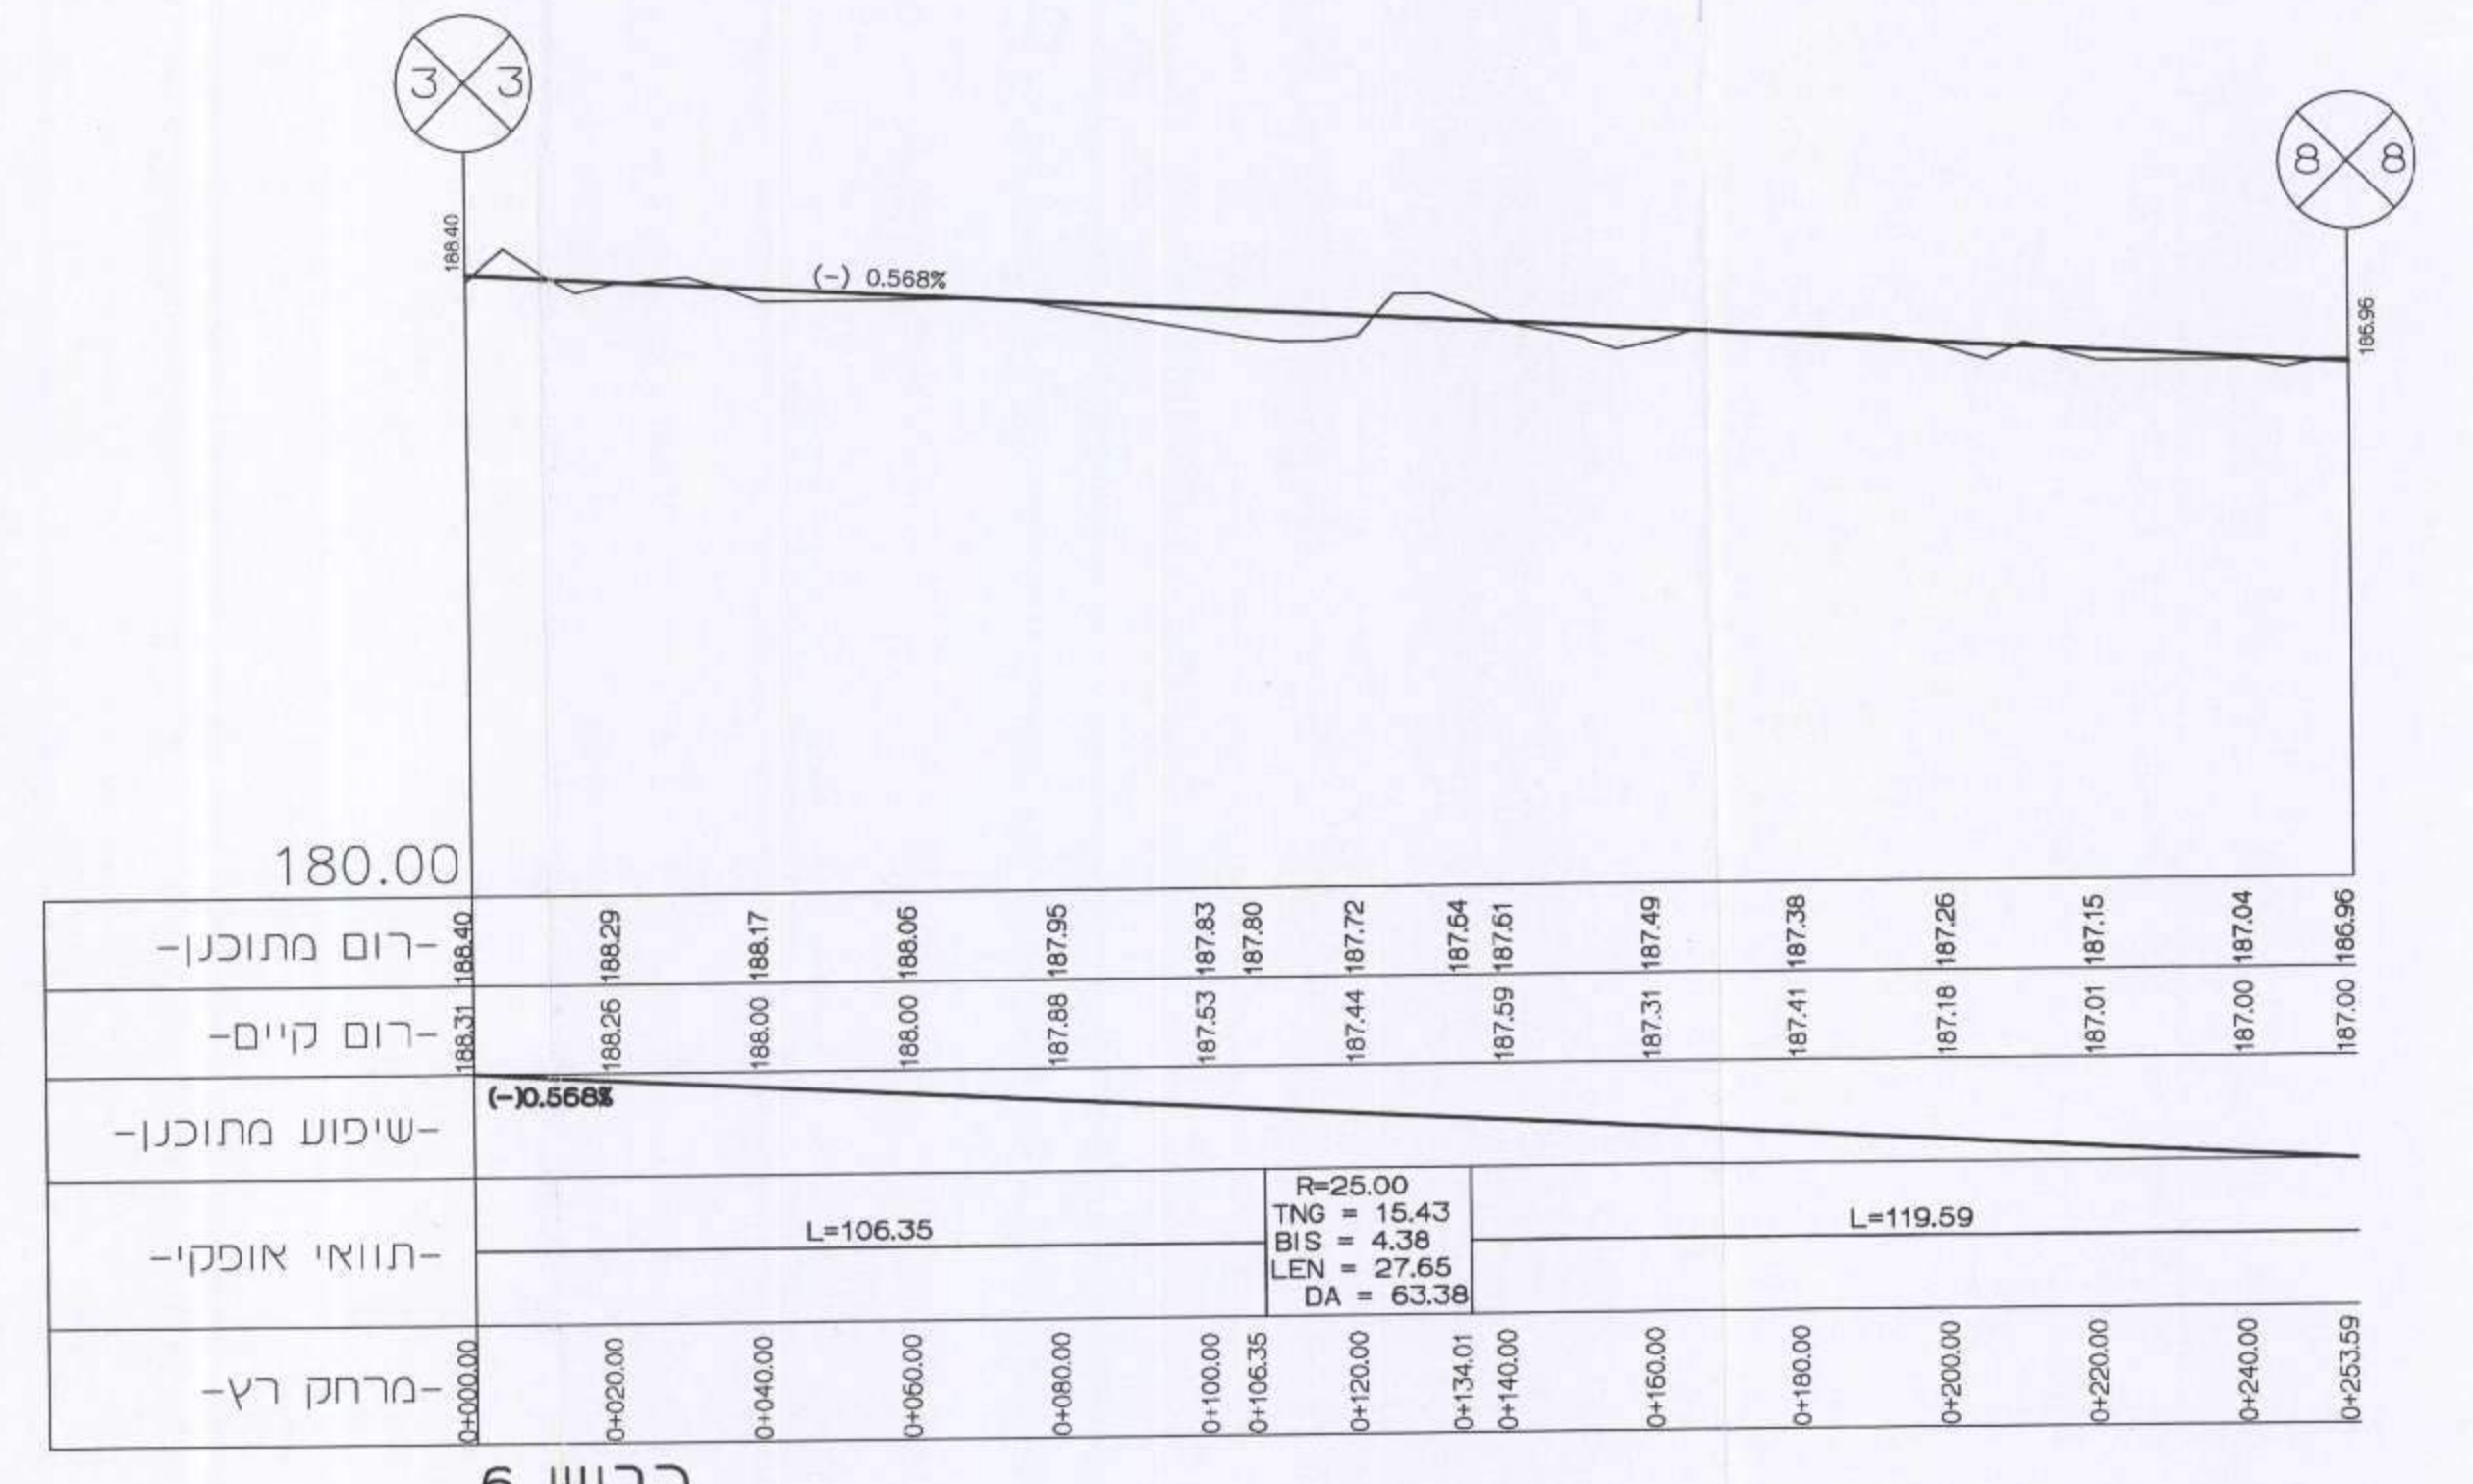 3 3
8 8
188.40
(-) 0.568%
186.96
180.00
-רום מתוכנן- 188.40 188.29 188.17 188.06 187.95 187.83 187.80 187.72 187.64 187.61 187.49 187.38 187.26 187.15 187.04 186.96
-רום קיים- 188.31 188.26 188.00 188.00 187.88 187.53 187.44 187.59 187.31 187.41 187.18 187.01 187.00 187.00
-שיפוע מתוכנן- (-)0.568%
-תוואי אופקי- L=106.35
R=25.00
TNG = 15.43
BIS = 4.38
LEN = 27.65
DA = 63.38
L=119.59
-מרחק רץ- 0+000.00 0+020.00 0+040.00 0+060.00 0+080.00 0+100.00 0+106.35 0+120.00 0+134.01 0+140.00 0+160.00 0+180.00 0+200.00 0+220.00 0+240.00 0+253.59